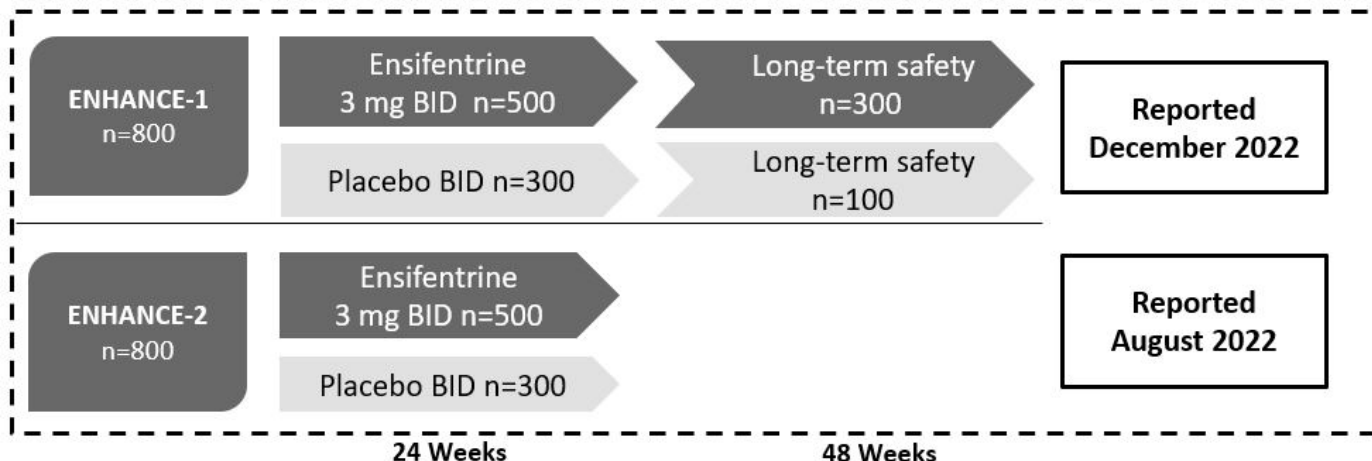 ENHANCE-1
n=800
Ensifentrine
3 mg BID n=500
Long-term safety
n=300
Placebo BID n=300
Long-term safety
n=100
Reported
December 2022
ENHANCE-2
n=800
Ensifentrine
3 mg BID n=500
Placebo BID n=300
Reported
August 2022
24 Weeks
48 Weeks